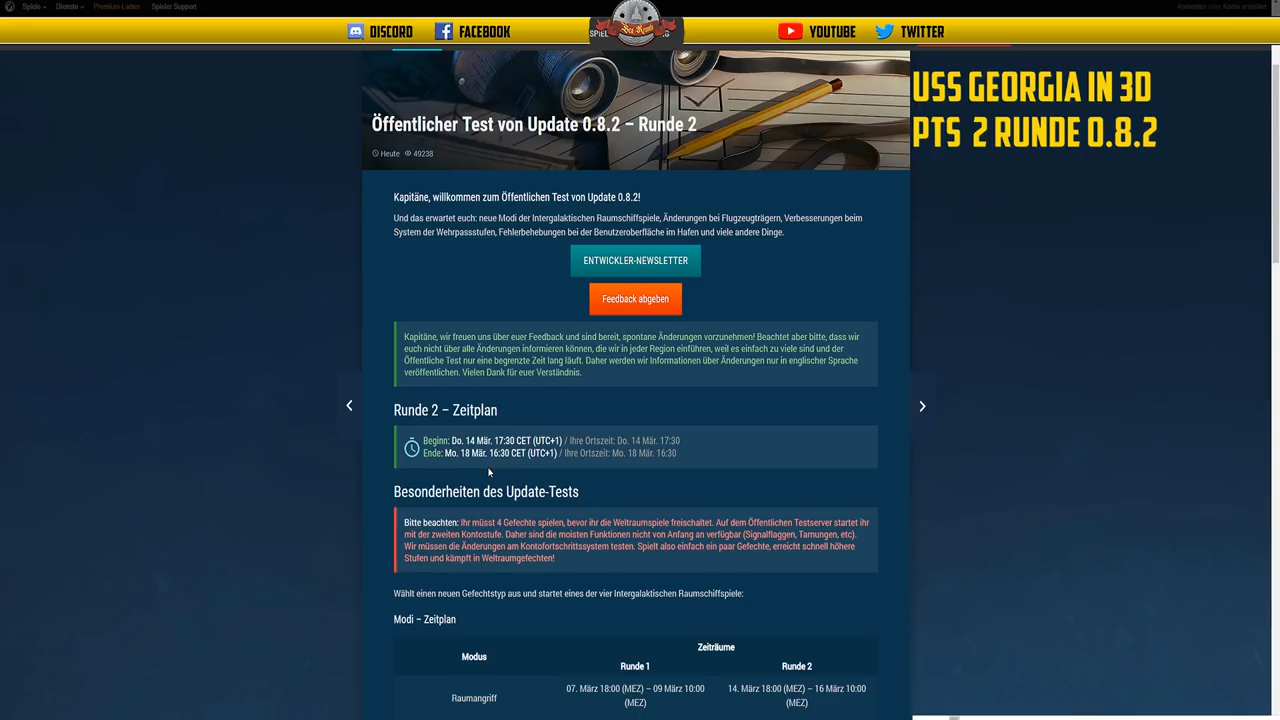 Spiele
Dienste
Premium-Laden
Spieler Support
Konto erstellen
DISCORD
FACEBOOK
SPIEL
YOUTUBE
TWITTER
USS GEORGIA IN 3D
PTS 2 RUNDE 0.8.2
Öffentlicher Test von Update 0.8.2 – Runde 2
Heute 49238
Kapitäne, willkommen zum Öffentlichen Test von Update 0.8.2!
Und das erwartet euch: neue Modi der Intergalaktischen Raumschiffspiele, Änderungen bei Flugzeugträgern, Verbesserungen beim
System der Wehrpassstufen, Fehlerbehebungen bei der Benutzeroberfläche im Hafen und viele andere Dinge.
ENTWICKLER-NEWSLETTER
Feedback abgeben
Kapitäne, wir freuen uns über euer Feedback und sind bereit, spontane Änderungen vorzunehmen! Beachtet aber bitte, dass wir
euch nicht über alle Änderungen informieren können, die wir in jeder Region einführen, weil es einfach zu viele sind und der
Öffentliche Test nur eine begrenzte Zeit lang läuft. Daher werden wir Informationen über Änderungen nur in englischer Sprache
veröffentlichen. Vielen Dank für euer Verständnis.
Runde 2 – Zeitplan
Beginn: Do. 14 Mär. 17:30 CET (UTC+1) / Ihre Ortszeit: Do. 14 Mär. 17:30
Ende: Mo. 18 Mär. 16:30 CET (UTC+1) / Ihre Ortszeit: Mo. 18 Mär. 16:30
Besonderheiten des Update-Tests
Bitte beachten: Ihr müsst 4 Gefechte spielen, bevor ihr die Weltraumspiele freischaltet. Auf dem Öffentlichen Testserver startet ihr
mit der zweiten Kontostufe. Daher sind die moisten Funktionen nicht von Anfang an verfügbar (Signalflaggen, Tarnungen, etc).
Wir müssen die Änderungen am Kontofortschrittssystem testen. Spielt also einfach ein paar Gefechte, erreicht schnell höhere
Stufen und kämpft in Weltraumgefechten!
Wählt einen neuen Gefechtstyp aus und startet eines der vier Intergalaktischen Raumschiffspiele:
Modi – Zeitplan
Modus
Zeiträume
Runde 1
Runde 2
Raumangriff
07. März 18:00 (MEZ) – 09 März 10:00
(MEZ)
14. März 18:00 (MEZ) – 16 März 10:00
(MEZ)